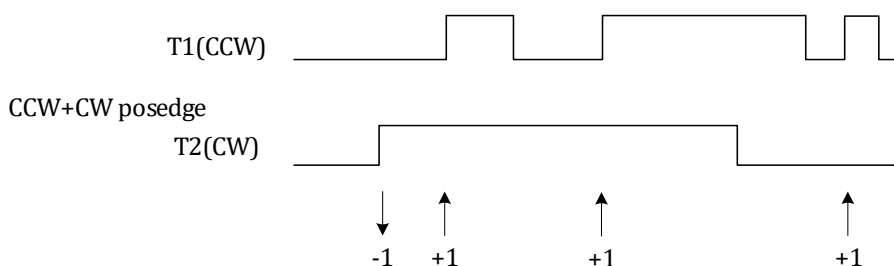 T1(CCW)
CCW+CW posedge
T2(CW)
-1 +1 +1 +1